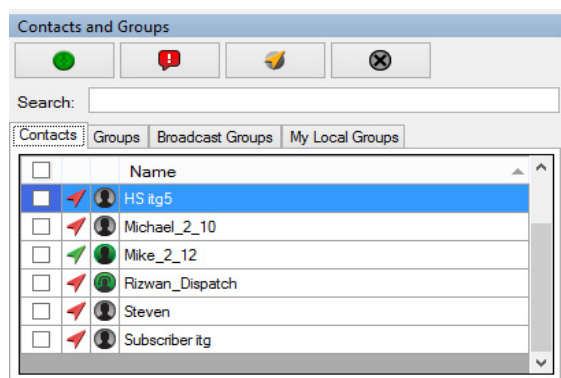 Contacts and Groups
Search:
Contacts Groups Broadcast Groups My Local Groups
Name
HS itg5
Michael_2_10
Mike_2_12
Rizwan_Dispatch
Steven
Subscriber itg